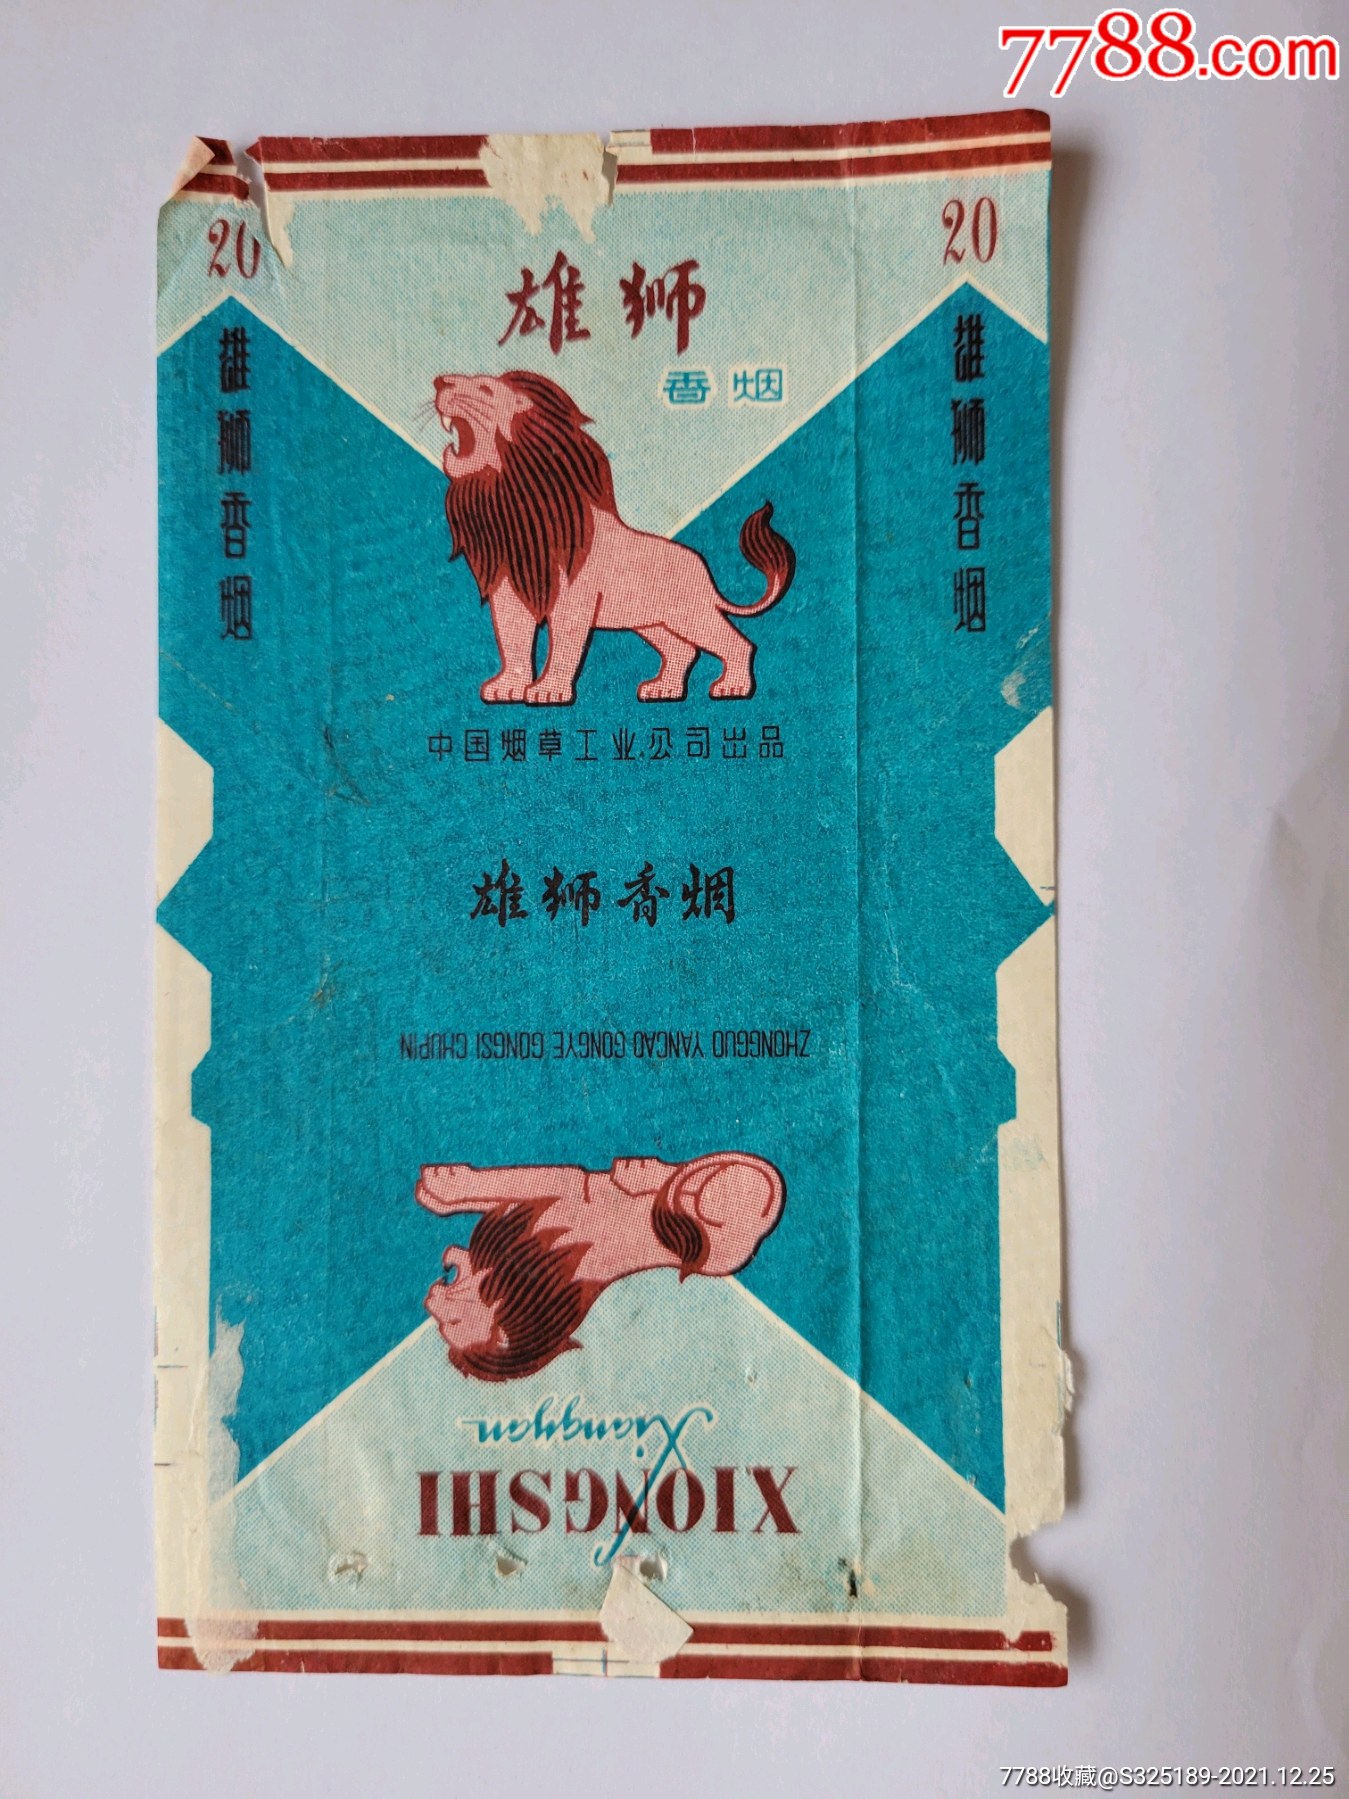 7788.com
20
20
雄狮
香烟
雄狮香烟
雄狮香烟
中国烟草工业公司出品
雄狮香烟
ZHONGGUO YANCAO GONGYE GONGSI CHUPIN
XIONGSHI
Xiangyan
7788收藏@S325189-2021.12.25